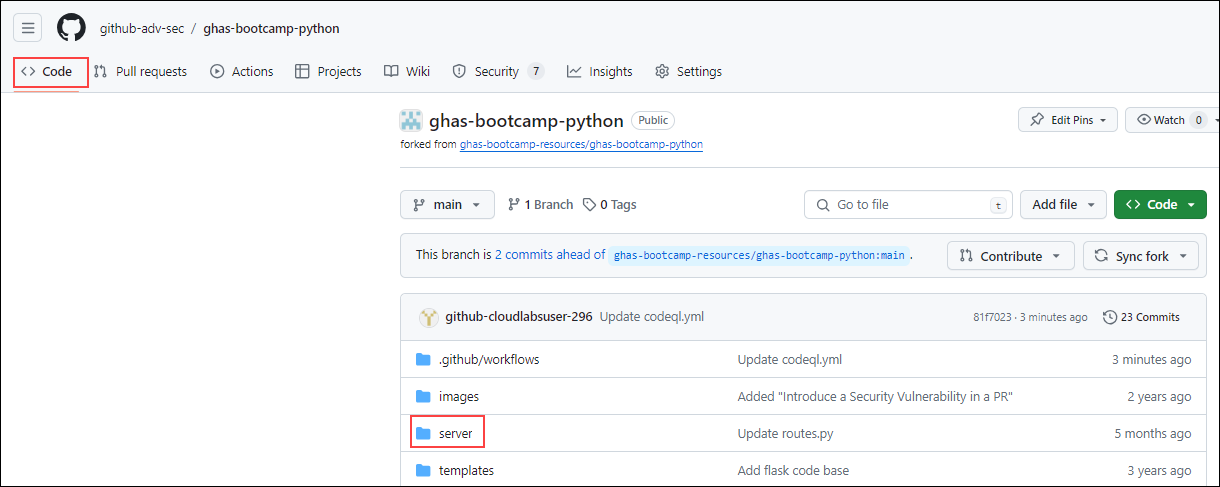 github-adv-sec / ghas-bootcamp-python
Code Pull requests Actions Projects Wiki Security 7 Insights Settings
ghas-bootcamp-python Public Edit Pins Watch 0
forked from ghas-bootcamp-resources/ghas-bootcamp-python
main 1 Branch 0 Tags Go to file t Add file <> Code
This branch is 2 commits ahead of ghas-bootcamp-resources/ghas-bootcamp-python:main . Contribute Sync fork
github-cloudlabsuser-296 Update codeql.yml 81f7023 · 3 minutes ago 23 Commits
.github/workflows Update codeql.yml 3 minutes ago
images Added "Introduce a Security Vulnerability in a PR" 2 years ago
server Update routes.py 5 months ago
templates Add flask code base 3 years ago